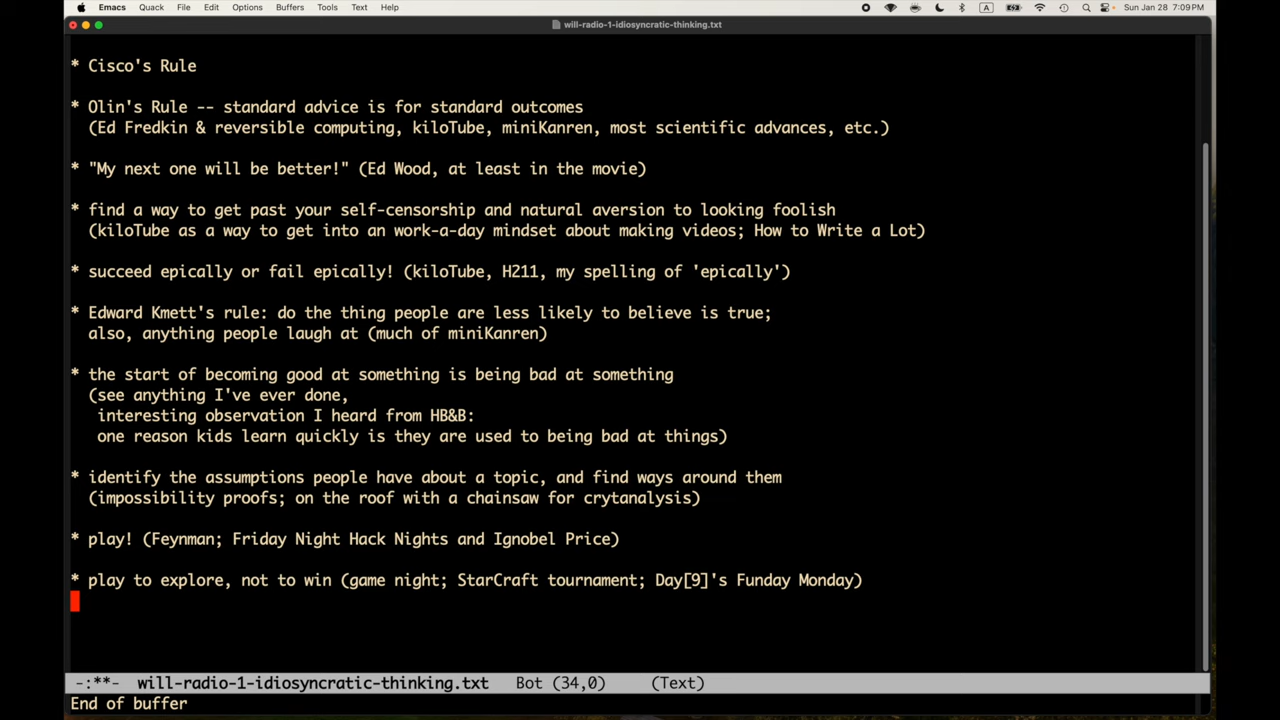 Emacs Quack File Edit Options Buffers Tools Text Help A Sun Jan 28 7:09 PM
will-radio-1-idiosyncratic-thinking.txt
* Cisco's Rule
* Olin's Rule -- standard advice is for standard outcomes
(Ed Fredkin & reversible computing, kiloTube, miniKanren, most scientific advances, etc.)
* "My next one will be better!" (Ed Wood, at least in the movie)
* find a way to get past your self-censorship and natural aversion to looking foolish
(kiloTube as a way to get into an work-a-day mindset about making videos; How to Write a Lot)
* succeed epically or fail epically! (kiloTube, H211, my spelling of 'epically')
* Edward Kmett's rule: do the thing people are less likely to believe is true;
also, anything people laugh at (much of miniKanren)
* the start of becoming good at something is being bad at something
(see anything I've ever done,
interesting observation I heard from HB&B:
one reason kids learn quickly is they are used to being bad at things)
* identify the assumptions people have about a topic, and find ways around them
(impossibility proofs; on the roof with a chainsaw for crytanalysis)
* play! (Feynman; Friday Night Hack Nights and Ignobel Price)
* play to explore, not to win (game night; StarCraft tournament; Day[9]'s Funday Monday)
-:**- will-radio-1-idiosyncratic-thinking.txt Bot (34,0) (Text)
End of buffer